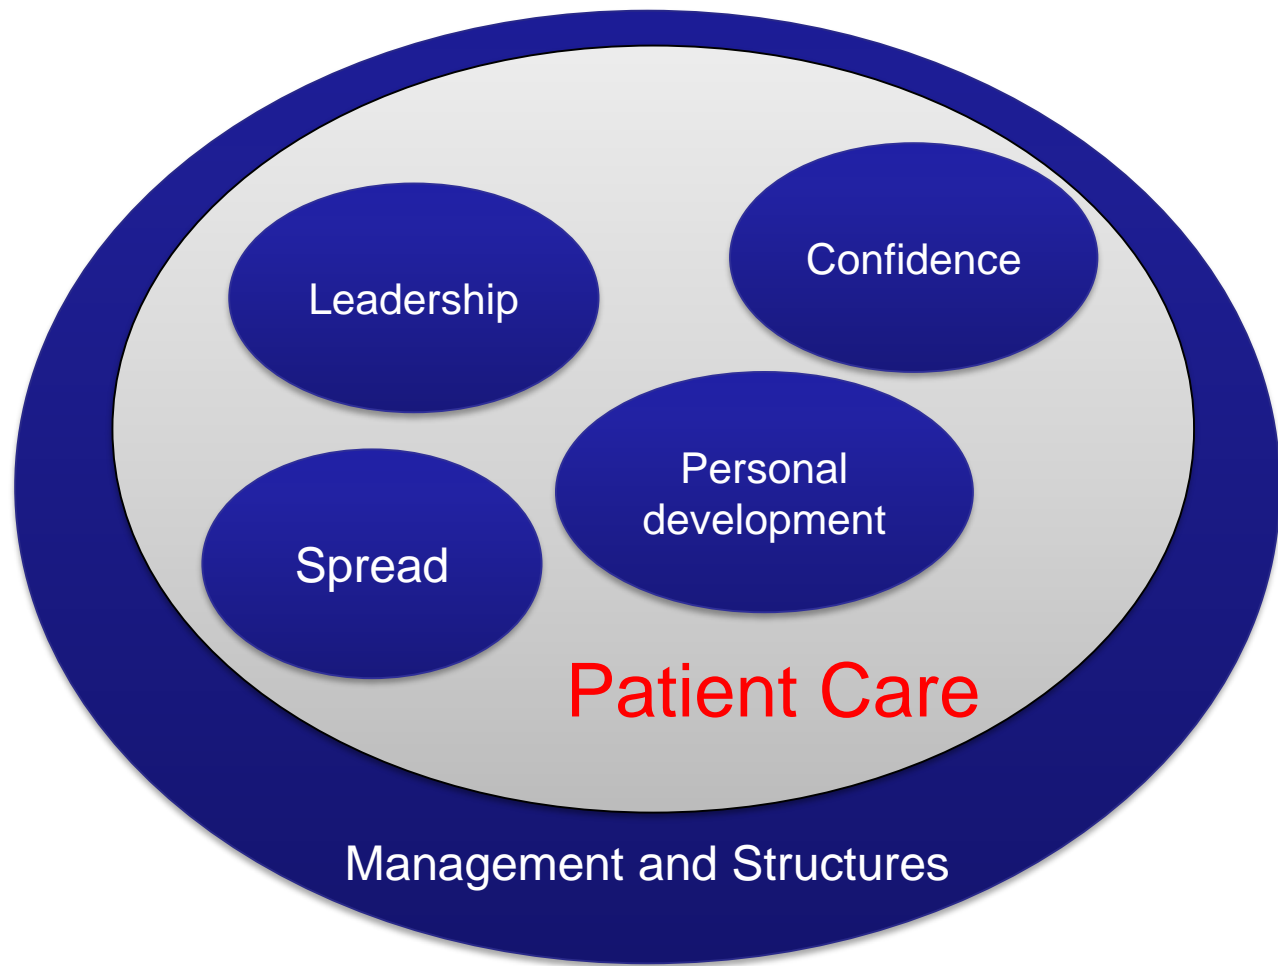 Confidence
Leadership
Personal
development
Spread
Patient Care
Management and Structures